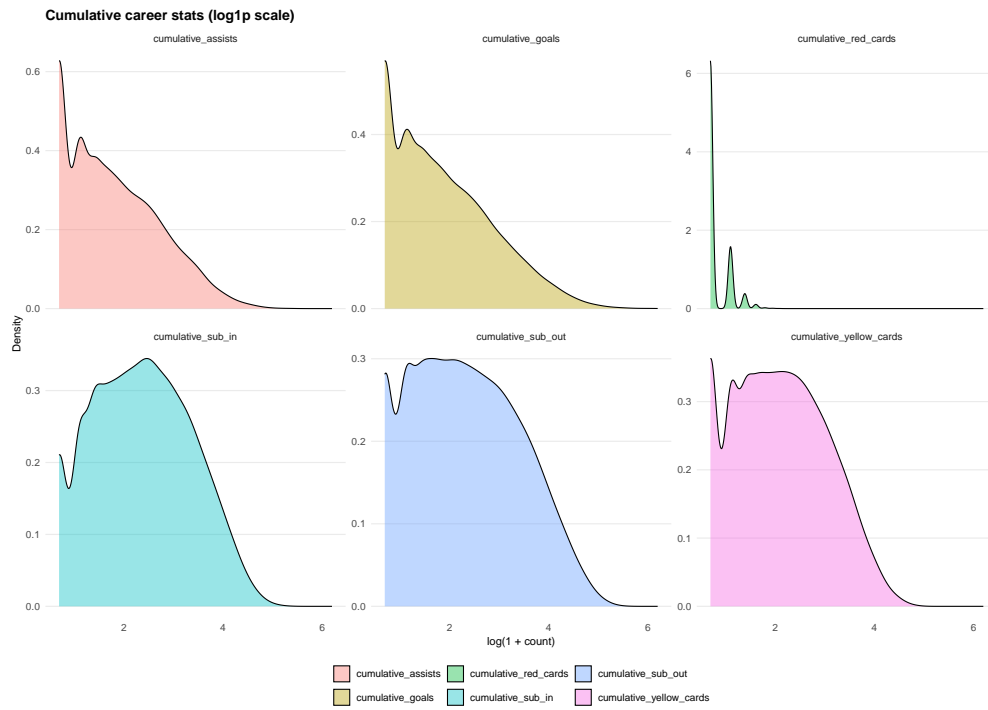 Cumulative career stats (log1p scale)
cumulative_assists
cumulative_goals
cumulative_red_cards
0.6
0.4
0.2
0.0
0.4
0.2
0.0
6
4
2
0
Density
cumulative_sub_in
cumulative_sub_out
cumulative_yellow_cards
0.3
0.2
0.1
0.0
0.3
0.2
0.1
0.0
0.3
0.2
0.1
0.0
2 4 6
2 4 6
2 4 6
log(1 + count)
cumulative_assists cumulative_red_cards cumulative_sub_out
cumulative_goals cumulative_sub_in cumulative_yellow_cards